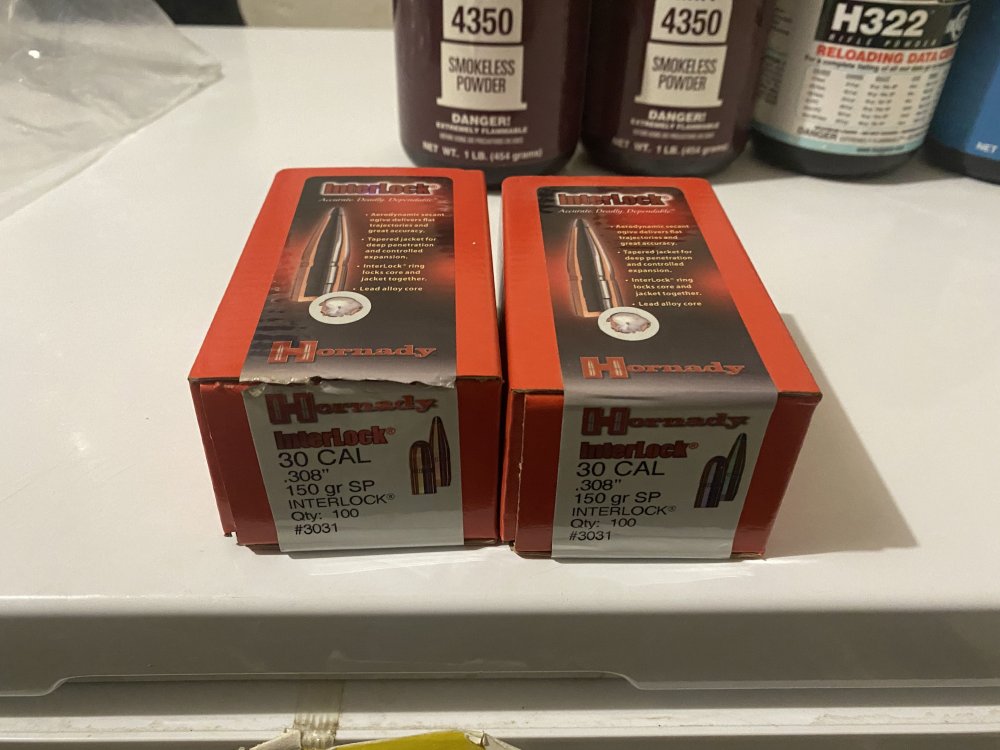 4350
SMOKELESS
POWDER
DANGER!
EXTREMELY FLAMMABLE
NET WT. 1 LB. (454 grams)
4350
SMOKELESS
POWDER
DANGER!
EXTREMELY FLAMMABLE
NET WT. 1 LB. (454 grams)
H322
RIFLE POWDER
RELOADING DATA
DANGER
NET
InterLock®
Accurate. Deadly. Dependable.™
• Aerodynamic secant
ogive delivers flat
trajectories and
great accuracy.
• Tapered jacket for
deep penetration
and controlled
expansion.
• InterLock® ring
locks core and
jacket together.
• Lead alloy core
Hornady
Hornady
InterLock®
30 CAL
.308"
150 gr SP
INTERLOCK®
Qty: 100
#3031
InterLock®
Accurate. Deadly. Dependable.™
• Aerodynamic secant
ogive delivers flat
trajectories and
great accuracy.
• Tapered jacket for
deep penetration
and controlled
expansion.
• InterLock® ring
locks core and
jacket together.
• Lead alloy core
Hornady
Hornady
InterLock®
30 CAL
.308"
150 gr SP
INTERLOCK®
Qty: 100
#3031